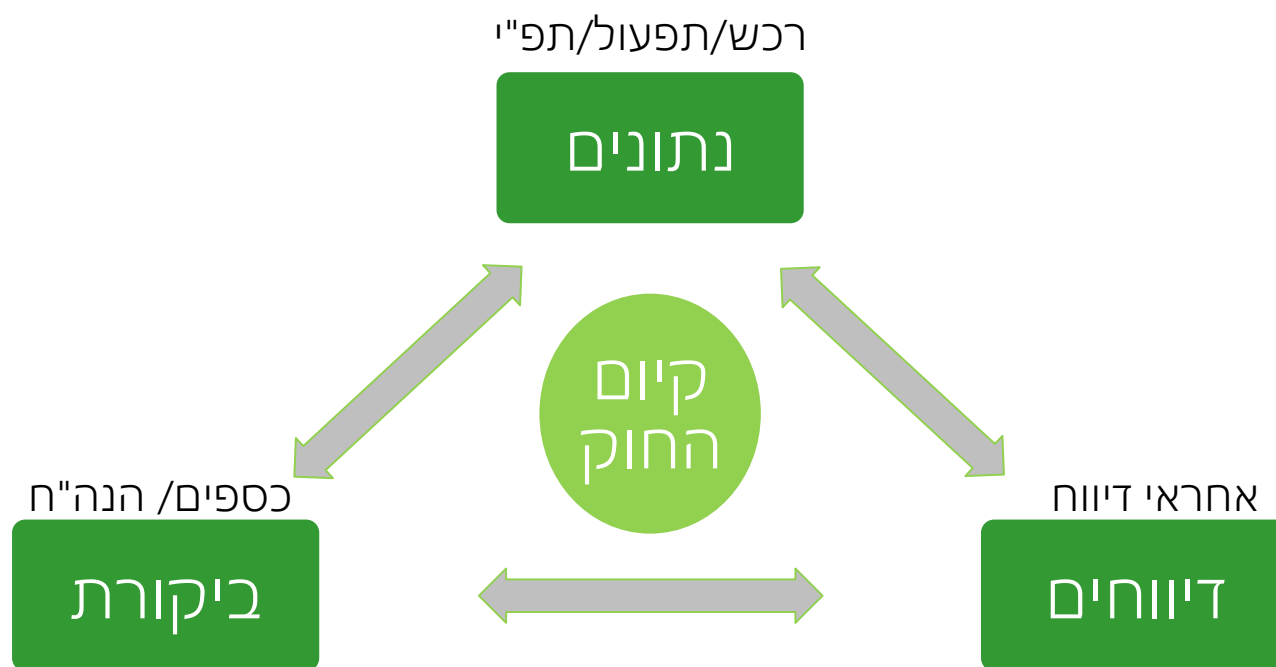 רכש/תפעול/תפ"י
נתונים
קיום
החוק
אחראי דיווח
דיווחים
כספים/ הנה"ח
ביקורת